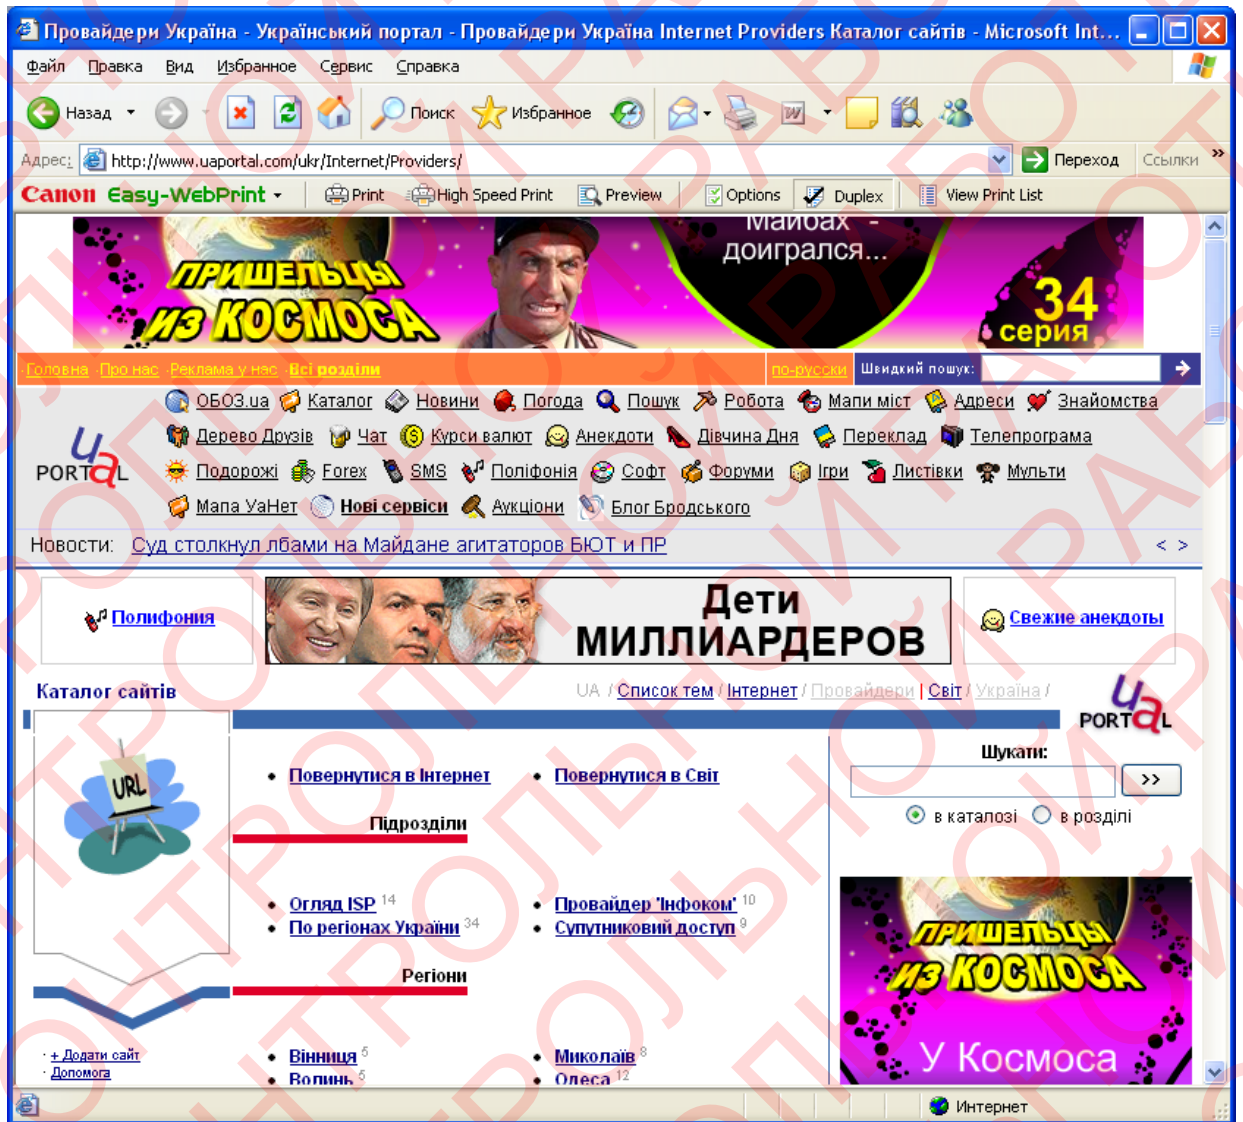 Провайдери Україна - Український портал - Провайдери Україна Internet Providers Каталог сайтів - Microsoft Int...
Файл Правка Вид Избранное Сервис Справка
Назад Поиск Избранное
Адрес: http://www.uaportal.com/ukr/Internet/Providers/ Переход Ссылки »
Canon Easy-WebPrint Print High Speed Print Preview Options Duplex View Print List
Майбах -
доигрался...
ПРИШЕЛЬЦЫ
ИЗ КОСМОСА
34
серия
·Головна ·Про нас ·Реклама у нас ·Всі розділи по-русски Швидкий пошук:
ОБОЗ.ua Каталог Новини Погода Пошук Робота Мапи міст Адреси Знайомства
Дерево Друзів Чат Курси валют Анекдоти Дівчина Дня Переклад Телепрограма
Подорожі Forex SMS Поліфонія Софт Форуми Ігри Листівки Мульти
Мапа УаНет Нові сервіси Аукціони Блог Бродського
ua PORTAL
Новости: Суд столкнул лбами на Майдане агитаторов БЮТ и ПР < >
Полифония
Дети
МИЛЛИАРДЕРОВ
Свежие анекдоты
Каталог сайтів UA / Список тем / Інтернет / Провайдери | Світ / Україна /
ua PORTAL
URL
• Повернутися в Інтернет • Повернутися в Світ
Підрозділи
• Огляд ISP 14 • Провайдер 'Інфоком' 10
• По регіонах України 34 • Супутниковий доступ 9
Регіони
• Вінниця 5 • Миколаїв 8
• Волинь 5 • Одеса 12
· + Додати сайт
· Допомога
Шукати:
>>
в каталозі в розділі
ПРИШЕЛЬЦЫ
ИЗ КОСМОСА
У Космоса
Интернет
КОНТРОЛЬНОЙ РАБОТ